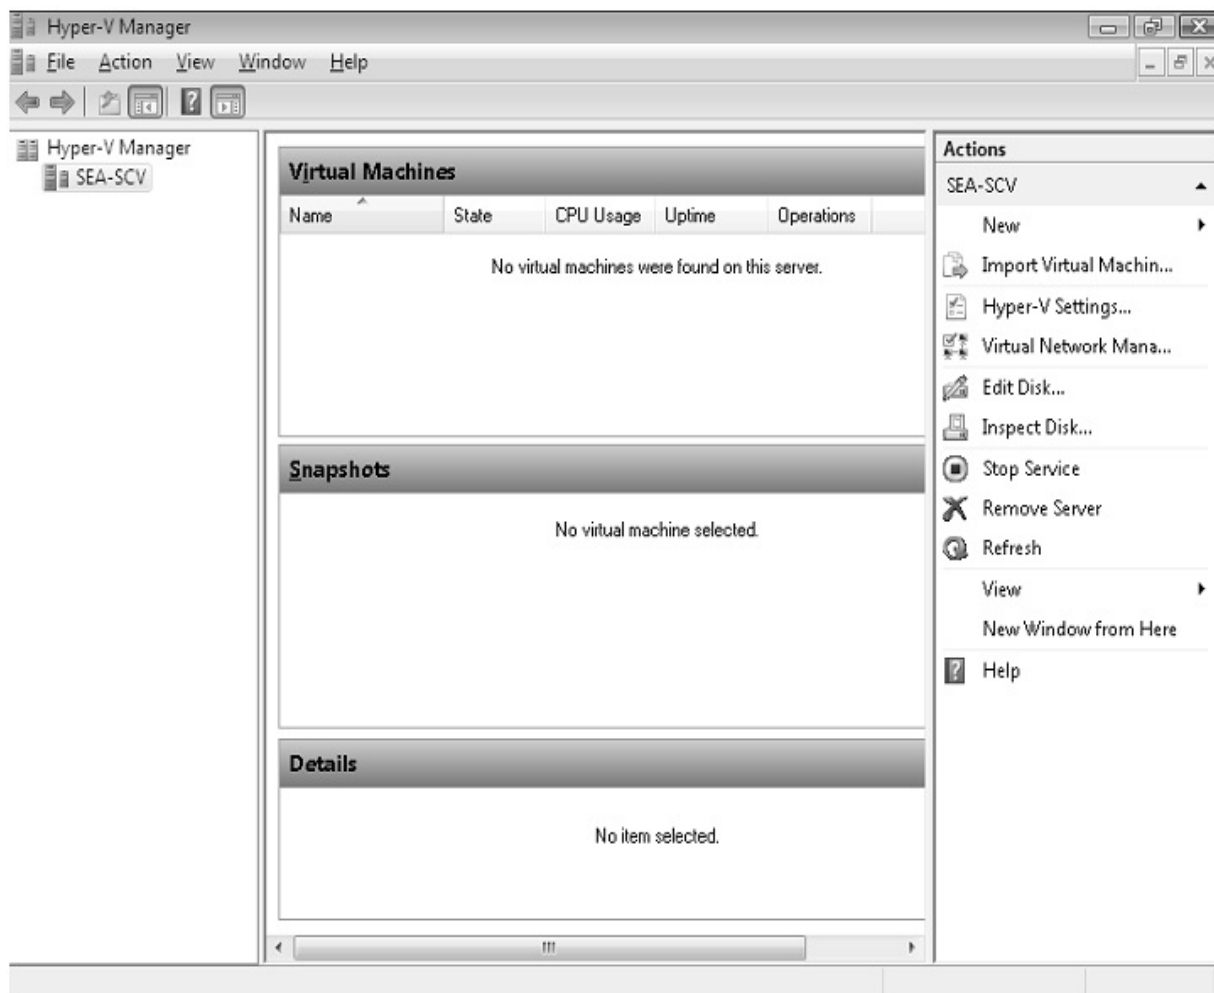 Hyper-V Manager
File Action View Window Help
Hyper-V Manager
SEA-SCV
Virtual Machines
Name State CPU Usage Uptime Operations
No virtual machines were found on this server.
Snapshots
No virtual machine selected.
Details
No item selected.
Actions
SEA-SCV
New
Import Virtual Machin...
Hyper-V Settings...
Virtual Network Mana...
Edit Disk...
Inspect Disk...
Stop Service
Remove Server
Refresh
View
New Window from Here
Help